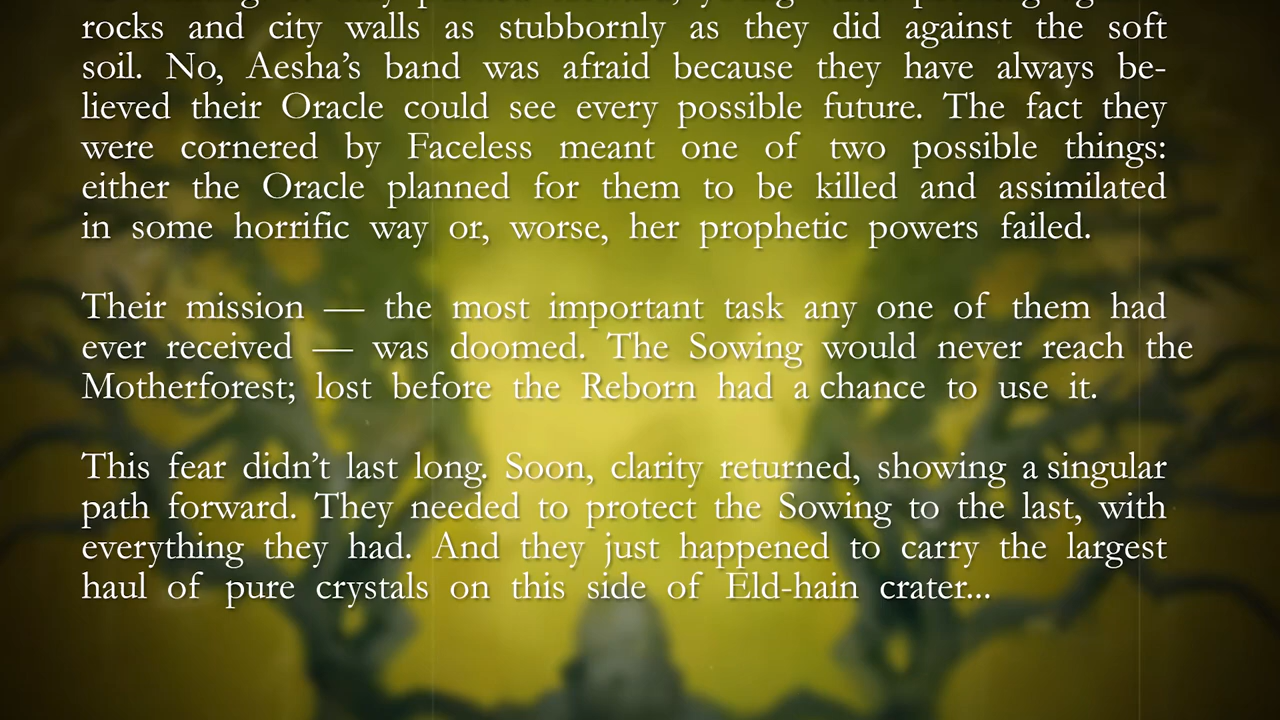 rocks and city walls as stubbornly as they did against the soft
soil. No, Aesha's band was afraid because they have always be-
lieved their Oracle could see every possible future. The fact they
were cornered by Faceless meant one of two possible things:
either the Oracle planned for them to be killed and assimilated
in some horrific way or, worse, her prophetic powers failed.
Their mission — the most important task any one of them had
ever received — was doomed. The Sowing would never reach the
Motherforest; lost before the Reborn had a chance to use it.
This fear didn't last long. Soon, clarity returned, showing a singular
path forward. They needed to protect the Sowing to the last, with
everything they had. And they just happened to carry the largest
haul of pure crystals on this side of Eld-hain crater...